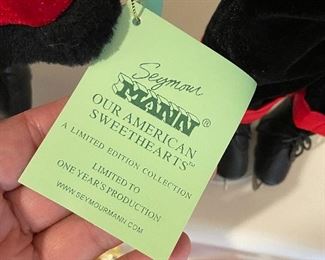 Seymour
MANN®
OUR AMERICAN
SWEETHEARTS™
A LIMITED EDITION COLLECTION
LIMITED TO
ONE YEAR'S PRODUCTION
WWW.SEYMOURMANN.COM